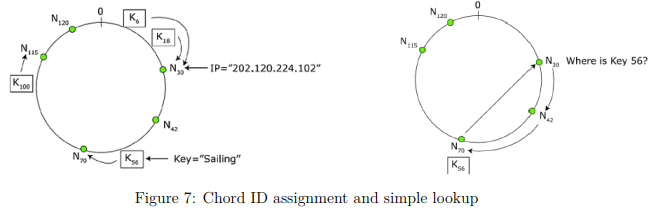 0
N120
K6
K18
N115
K100
N30
IP="202.120.224.102"
N42
N70
K56
Key="Sailing"
0
N120
N115
N30
Where is Key 56?
N42
N70
K56
Figure 7: Chord ID assignment and simple lookup